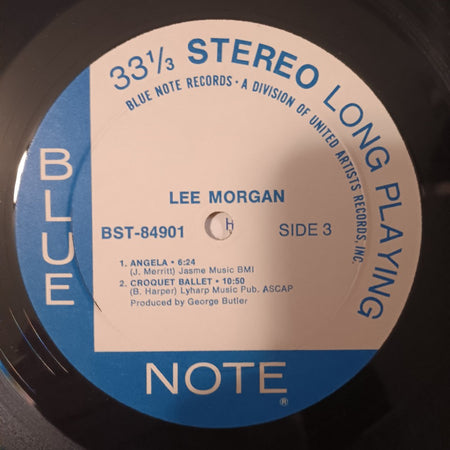 33⅓ STEREO LONG PLAYING
BLUE NOTE RECORDS • A DIVISION OF UNITED ARTISTS RECORDS, INC.
BLUE
LEE MORGAN
BST-84901
H
SIDE 3
1. ANGELA • 6:24
(J. Merritt) Jasme Music BMI
2. CROQUET BALLET • 10:50
(B. Harper) Lyharp Music Pub. ASCAP
Produced by George Butler
NOTE
®